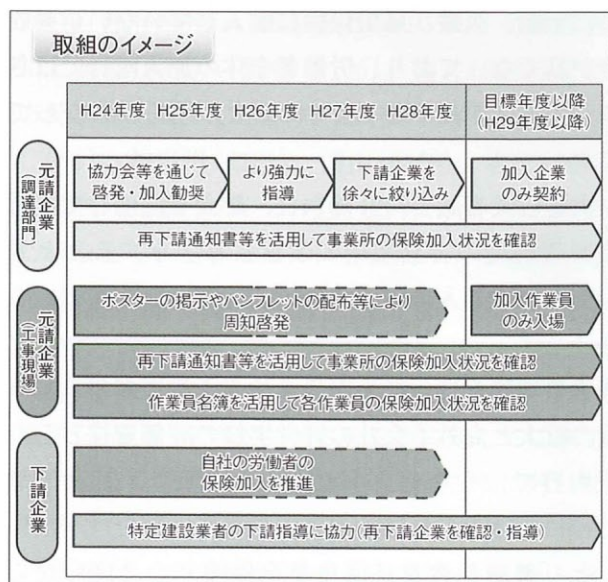 取組のイメージ
H24年度 H25年度 H26年度 H27年度 H28年度
目標年度以降
(H29年度以降)
元請企業
(調達部門)
協力会等を通じて
啓発・加入勧奨
より強力に
指導
下請企業を
徐々に絞り込み
加入企業
のみ契約
再下請通知書等を活用して事業所の保険加入状況を確認
元請企業
(工事現場)
ポスターの掲示やパンフレットの配布等により
周知啓発
加入作業員
のみ入場
再下請通知書等を活用して事業所の保険加入状況を確認
作業員名簿を活用して各作業員の保険加入状況を確認
下請企業
自社の労働者の
保険加入を推進
特定建設業者の下請指導に協力(再下請企業を確認・指導)